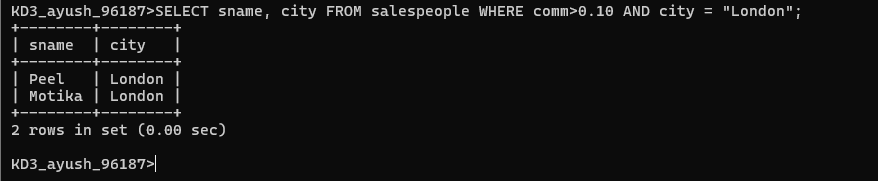 KD3_ayush_96187>SELECT sname, city FROM salespeople WHERE comm>0.10 AND city = "London";
+--------+--------+
| sname  | city   |
+--------+--------+
| Peel   | London |
| Motika | London |
+--------+--------+
2 rows in set (0.00 sec)

KD3_ayush_96187>